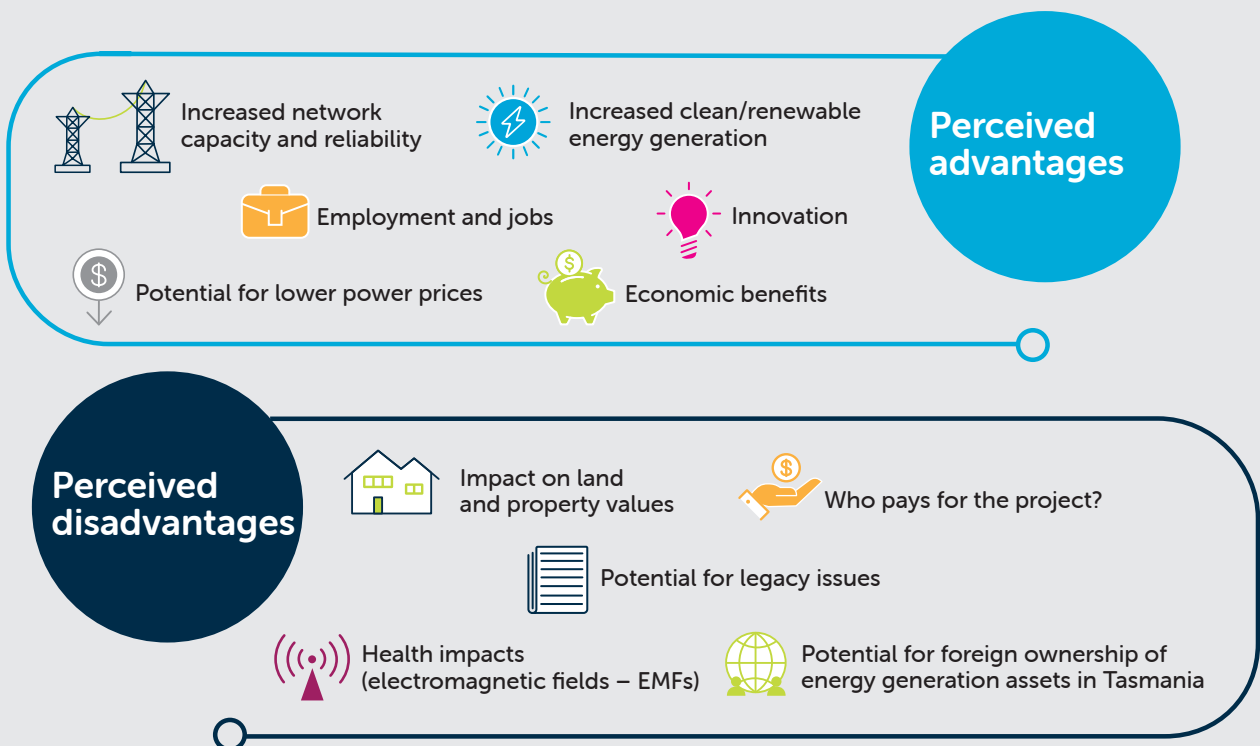 Perceived
advantages
Increased network
capacity and reliability
Increased clean/renewable
energy generation
Employment and jobs
Innovation
$
Potential for lower power prices
$
Economic benefits
Perceived
disadvantages
Impact on land
and property values
$
Who pays for the project?
Potential for legacy issues
Health impacts
(electromagnetic fields – EMFs)
Potential for foreign ownership of
energy generation assets in Tasmania